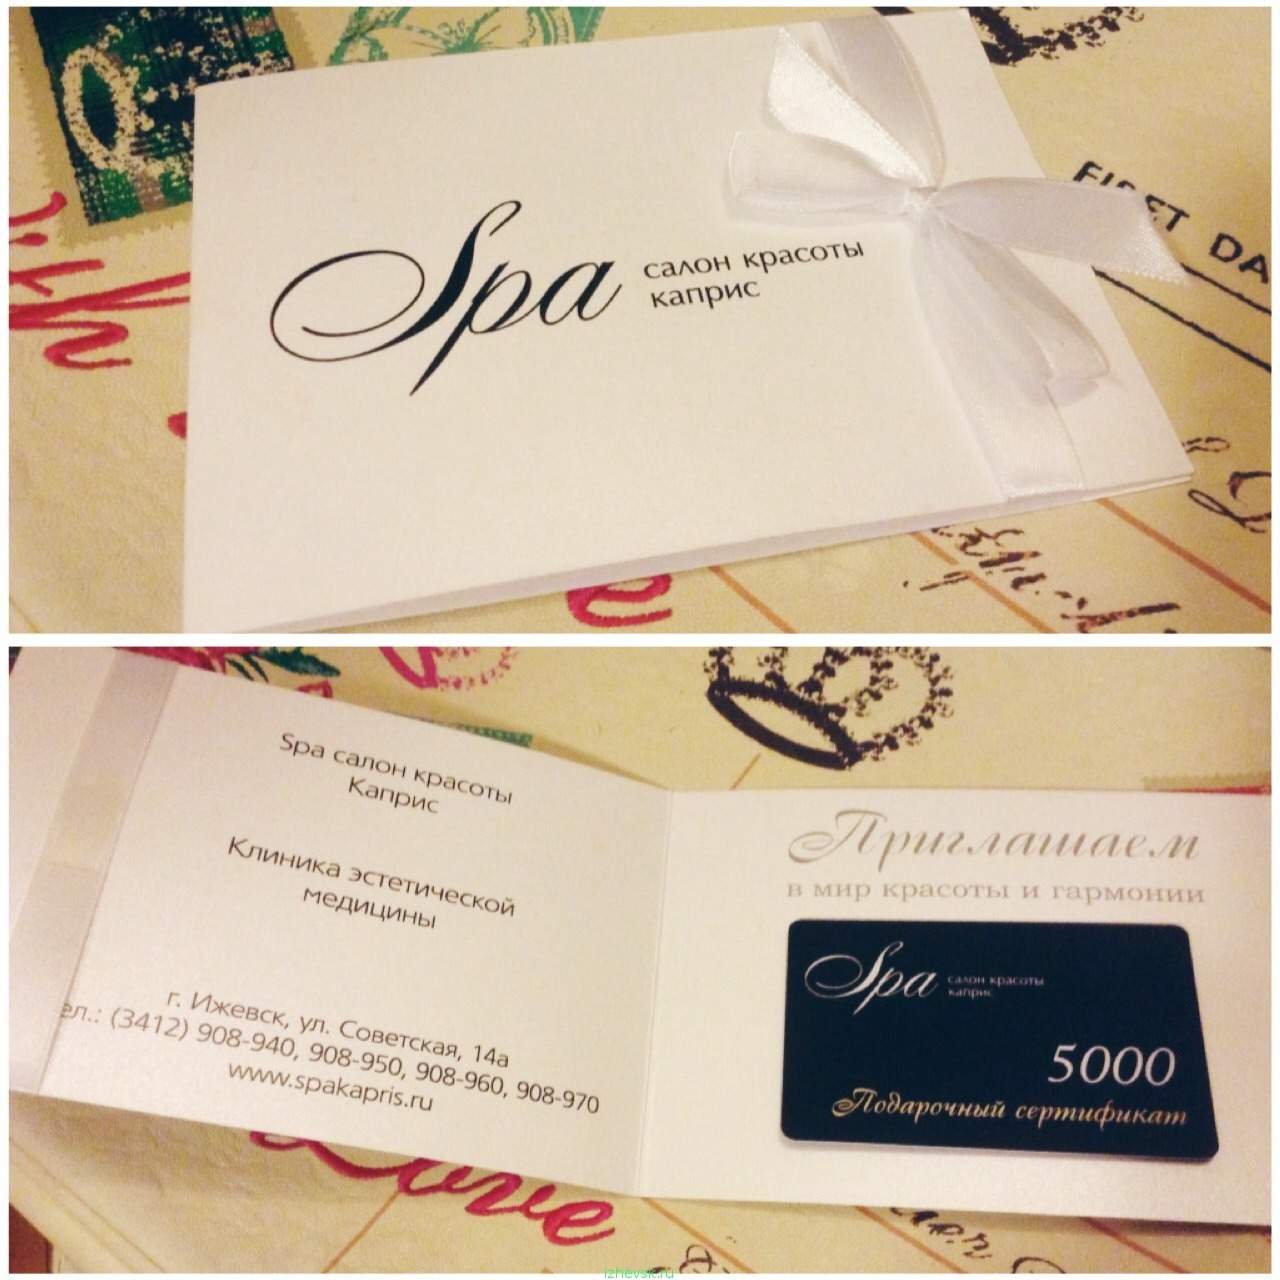 FIRST DA
Spa салон красоты
каприс
Spa салон красоты
Каприс
Клиника эстетической
медицины
г. Ижевск, ул. Советская, 14а
ел.: (3412) 908-940, 908-950, 908-960, 908-970
www.spakapris.ru
Приглашаем
в мир красоты и гармонии
Spa салон красоты
каприс
5000
Подарочный сертификат
Love
izhevsk.ru